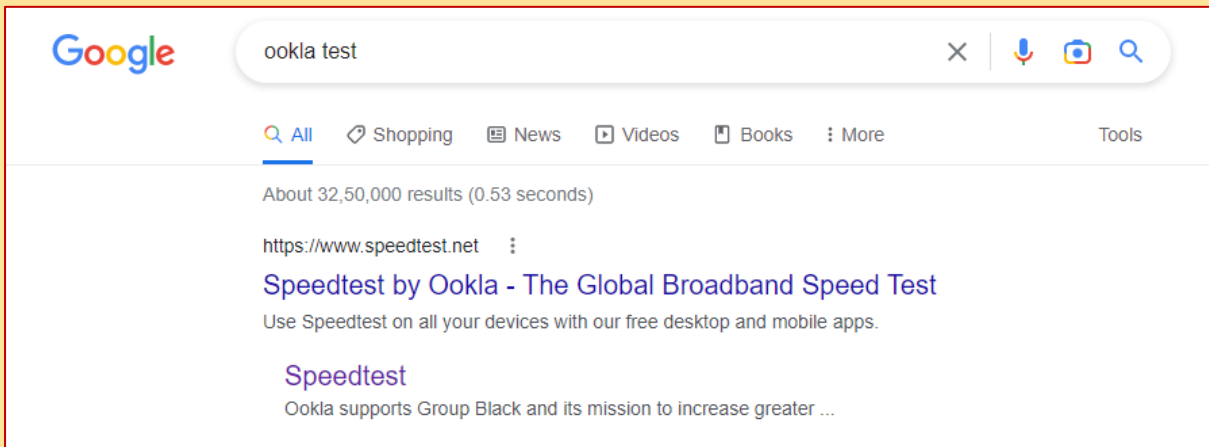 Google ookla test
All Shopping News Videos Books More Tools
About 32,50,000 results (0.53 seconds)
https://www.speedtest.net
Speedtest by Ookla - The Global Broadband Speed Test
Use Speedtest on all your devices with our free desktop and mobile apps.
Speedtest
Ookla supports Group Black and its mission to increase greater ...